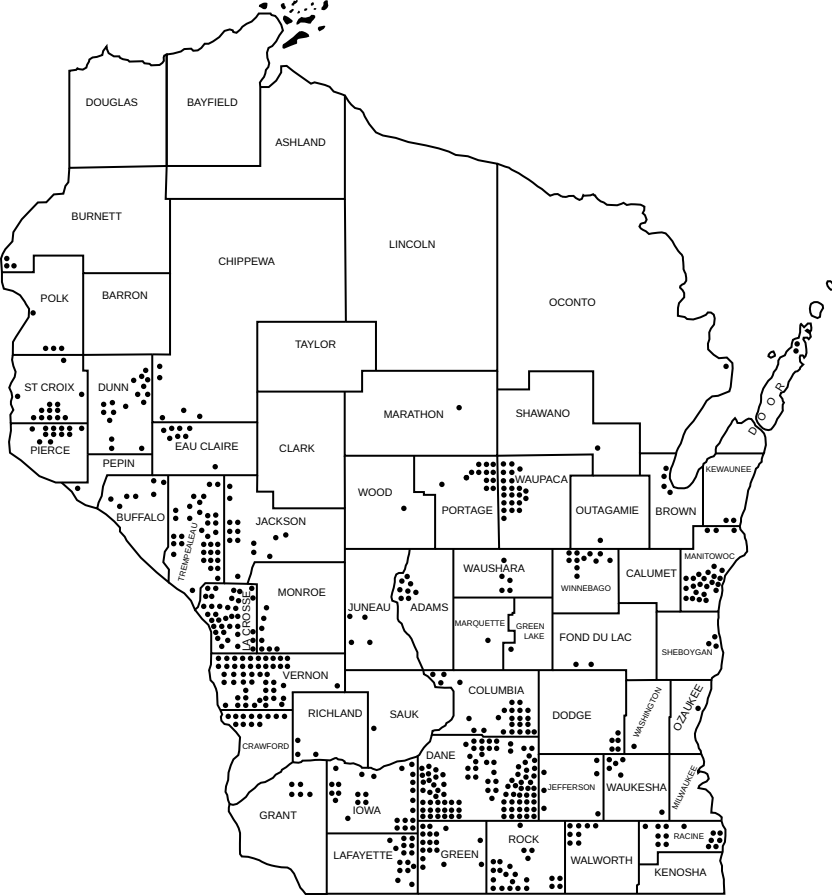 DOUGLAS
BAYFIELD
ASHLAND
BURNETT
LINCOLN
CHIPPEWA
POLK
BARRON
OCONTO
TAYLOR
ST CROIX
DUNN
DOOR
MARATHON
SHAWANO
PIERCE
EAU CLAIRE
CLARK
PEPIN
KEWAUNEE
WAUPACA
WOOD
PORTAGE
OUTAGAMIE
BROWN
BUFFALO
JACKSON
TREMPEALEAU
MANITOWOC
WAUSHARA
WINNEBAGO
CALUMET
MONROE
JUNEAU
ADAMS
LA CROSSE
MARQUETTE
GREEN
LAKE
FOND DU LAC
SHEBOYGAN
VERNON
COLUMBIA
RICHLAND
SAUK
DODGE
WASHINGTON
OZAUKEE
CRAWFORD
DANE
JEFFERSON
WAUKESHA
MILWAUKEE
GRANT
IOWA
ROCK
RACINE
LAFAYETTE
GREEN
WALWORTH
KENOSHA